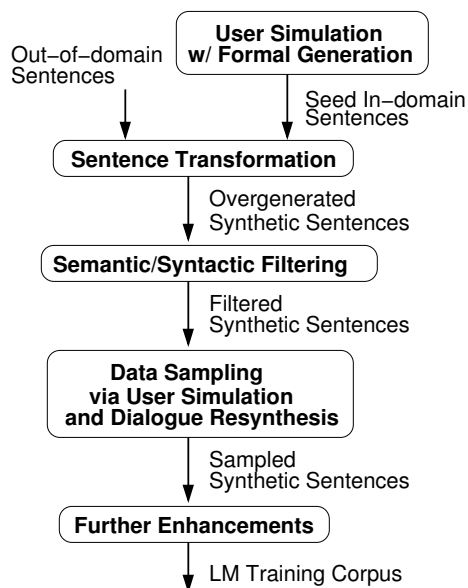 User Simulation
w/ Formal Generation
Out−of−domain
Sentences
Seed In−domain
Sentences
Sentence Transformation
Overgenerated
Synthetic Sentences
Semantic/Syntactic Filtering
Filtered
Synthetic Sentences
Data Sampling
via User Simulation
and Dialogue Resynthesis
Sampled
Synthetic Sentences
Further Enhancements
LM Training Corpus